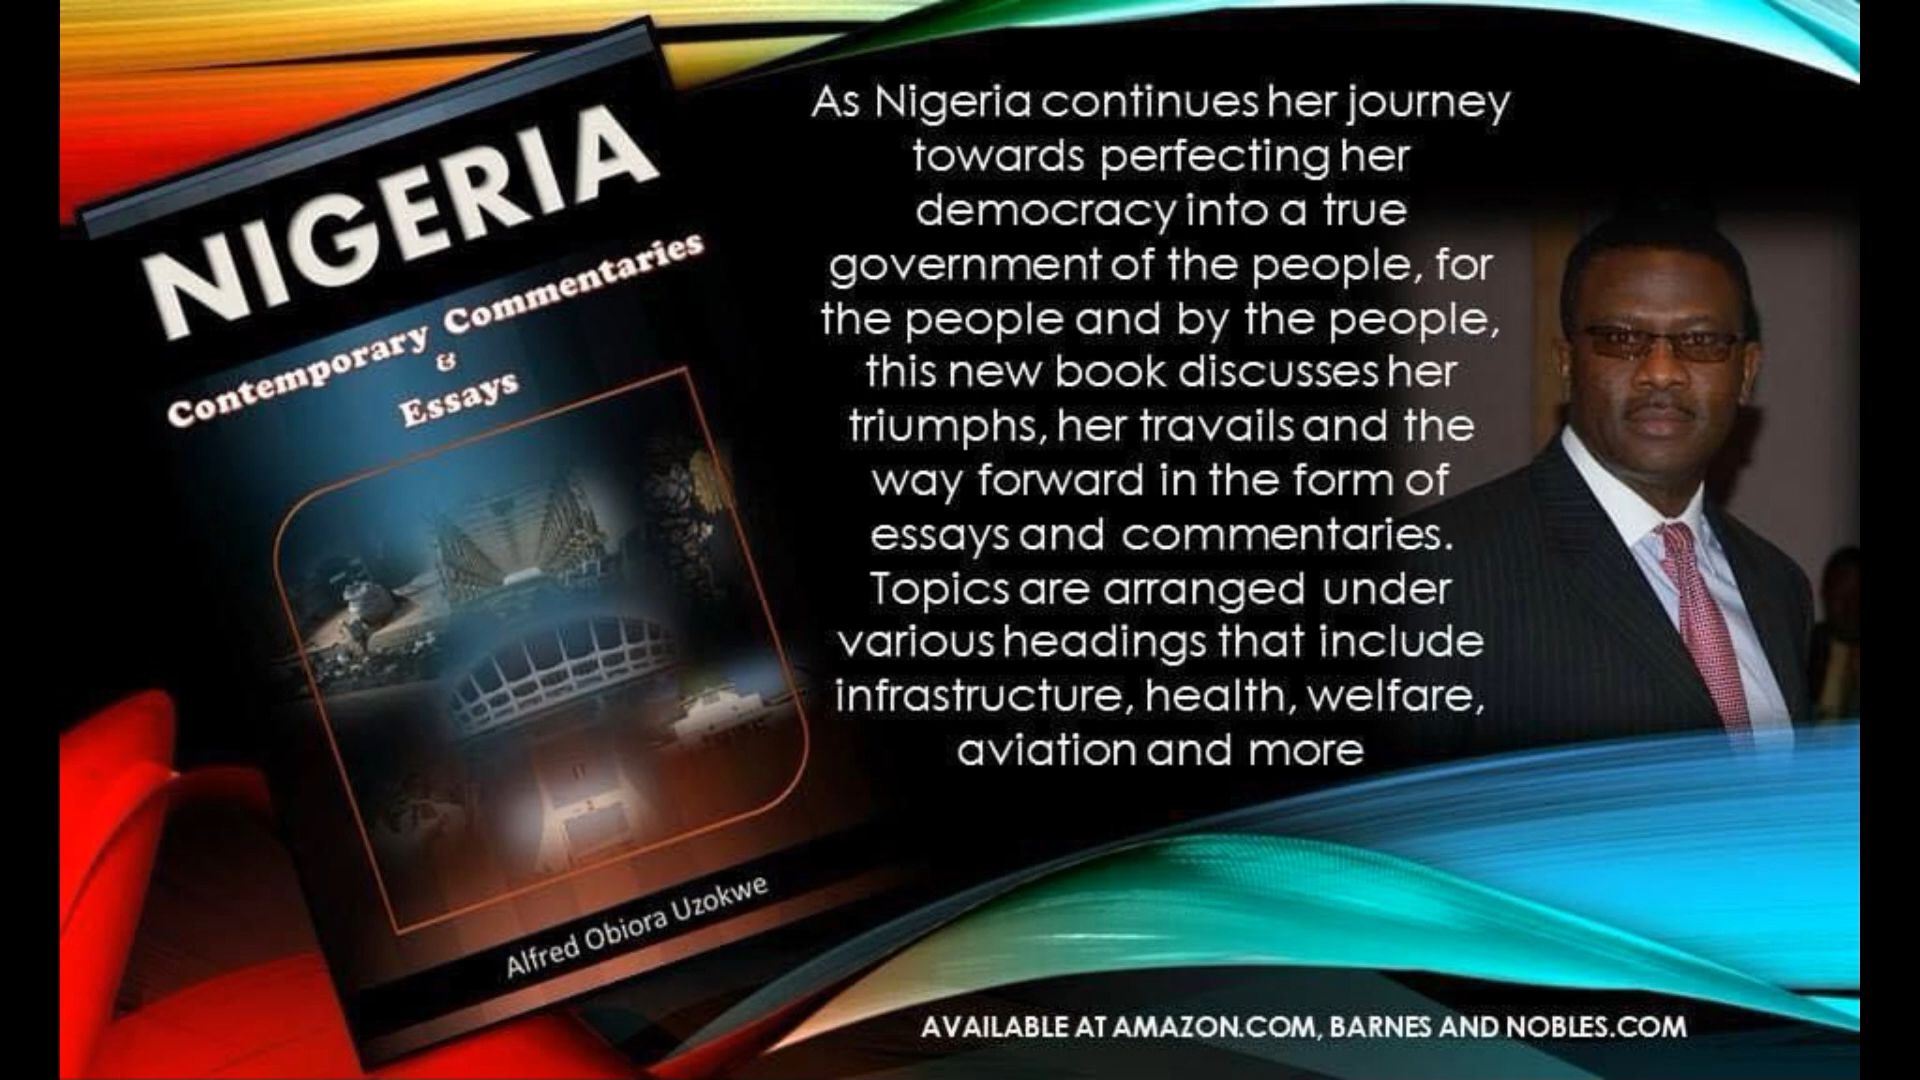 NIGERIA
Contemporary Commentaries
&
Essays
Alfred Obiora Uzokwe
As Nigeria continues her journey
towards perfecting her
democracy into a true
government of the people, for
the people and by the people,
this new book discusses her
triumphs, her travails and the
way forward in the form of
essays and commentaries.
Topics are arranged under
various headings that include
infrastructure, health, welfare,
aviation and more
AVAILABLE AT AMAZON.COM, BARNES AND NOBLES.COM